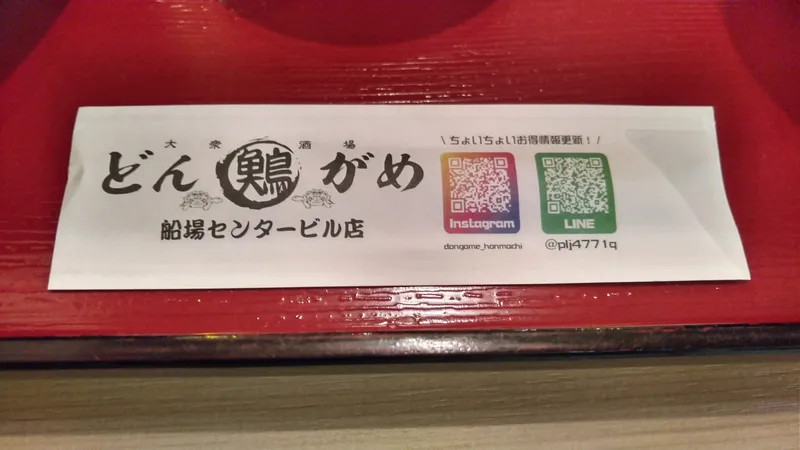 大衆酒場
どん鶏がめ
船場センタービル店
\ちょいちょいお得情報更新!/
Instagram
dongame_honmachi
LINE
@plj4771q